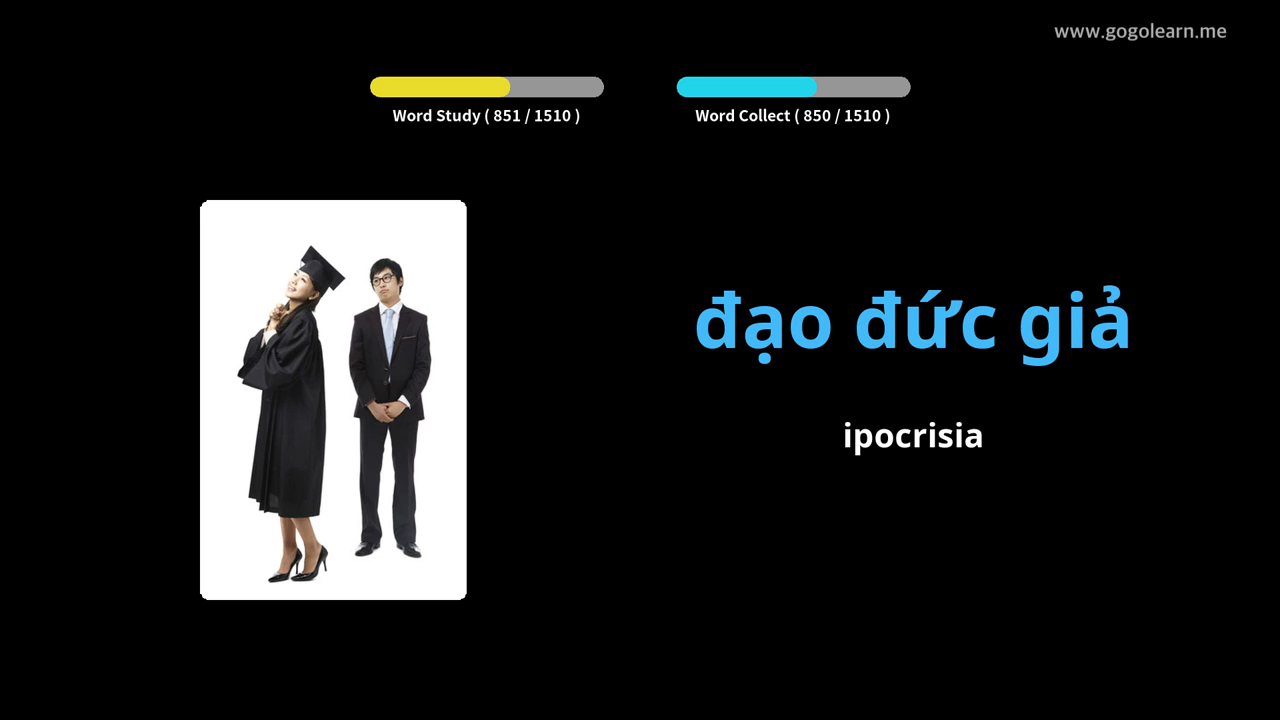 www.gogolearn.me
Word Study ( 851 / 1510 )
Word Collect ( 850 / 1510 )
đạo đức giả
ipocrisia